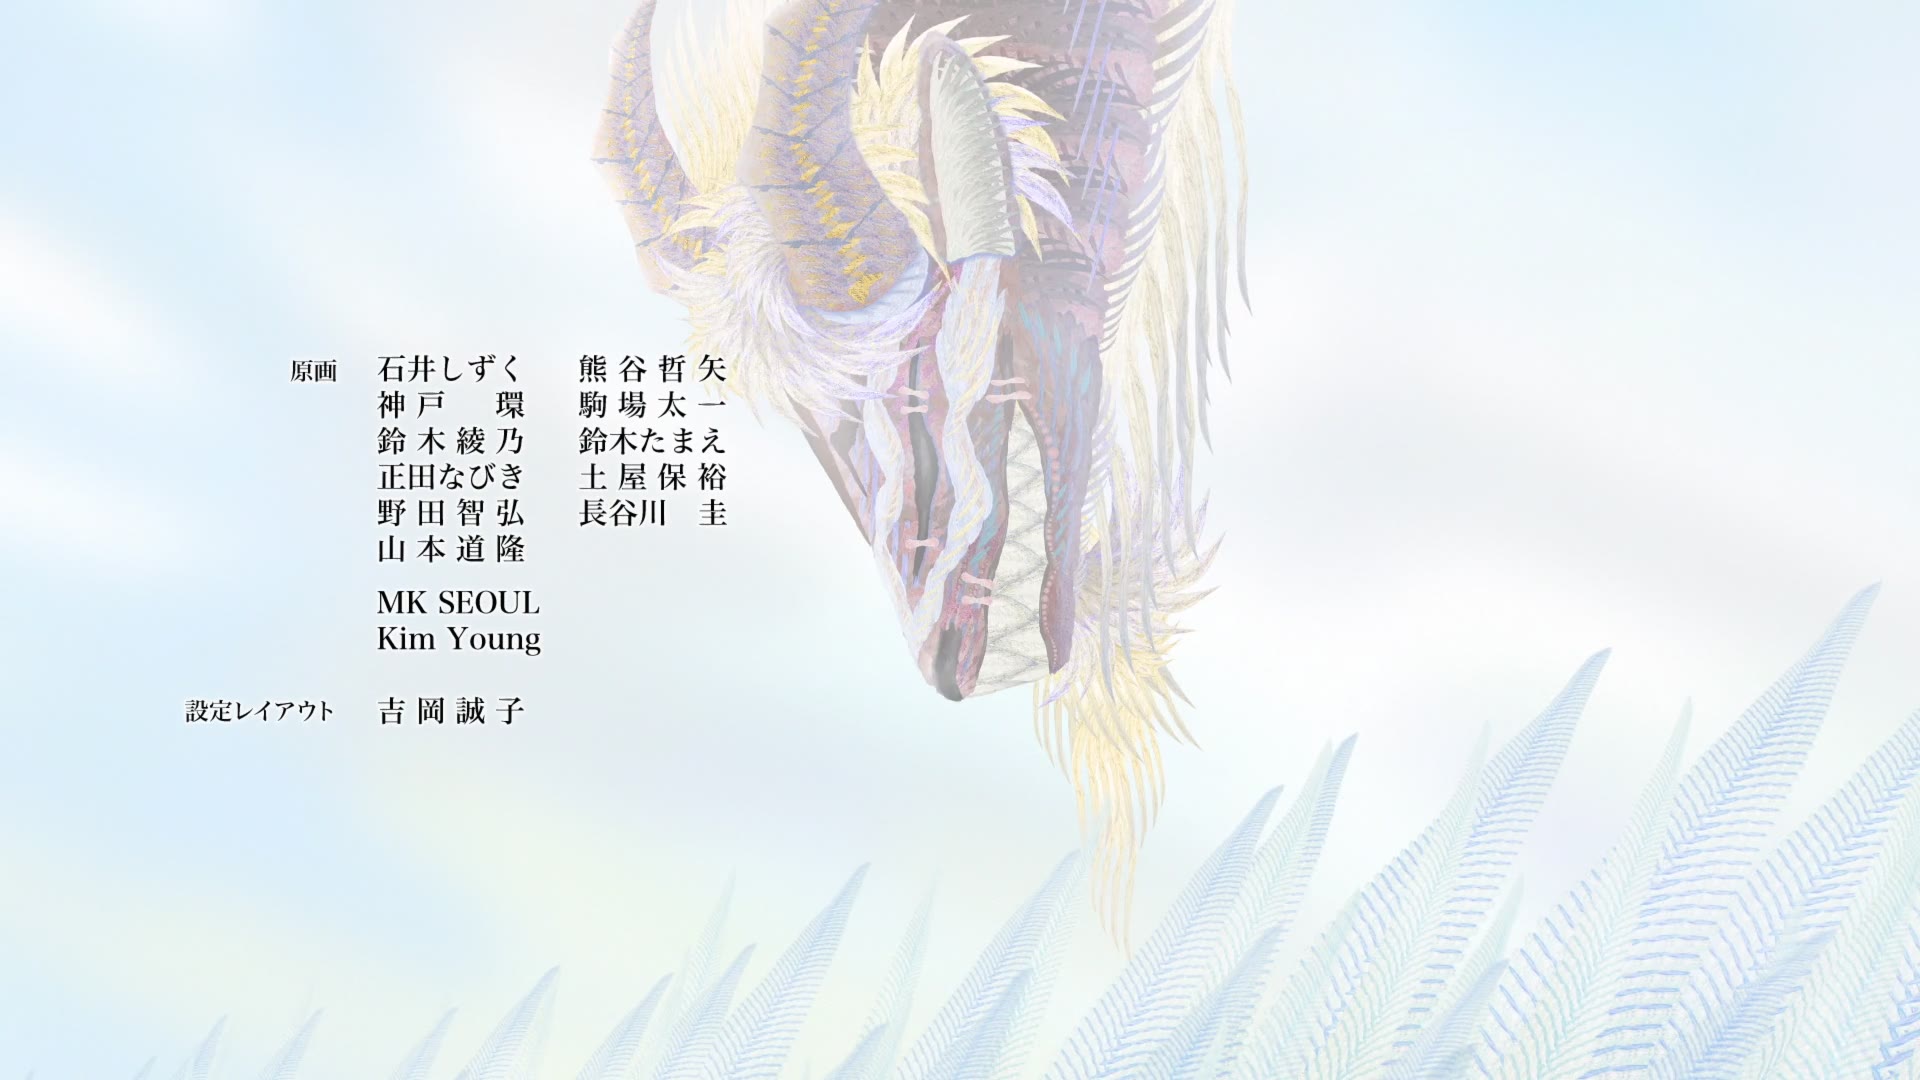 原画 石井しずく 熊谷哲矢
神戸 環 駒場太一
鈴木綾乃 鈴木たまえ
正田なびき 土屋保裕
野田智弘 長谷川 圭
山本道隆
MK SEOUL
Kim Young
設定レイアウト 吉岡誠子